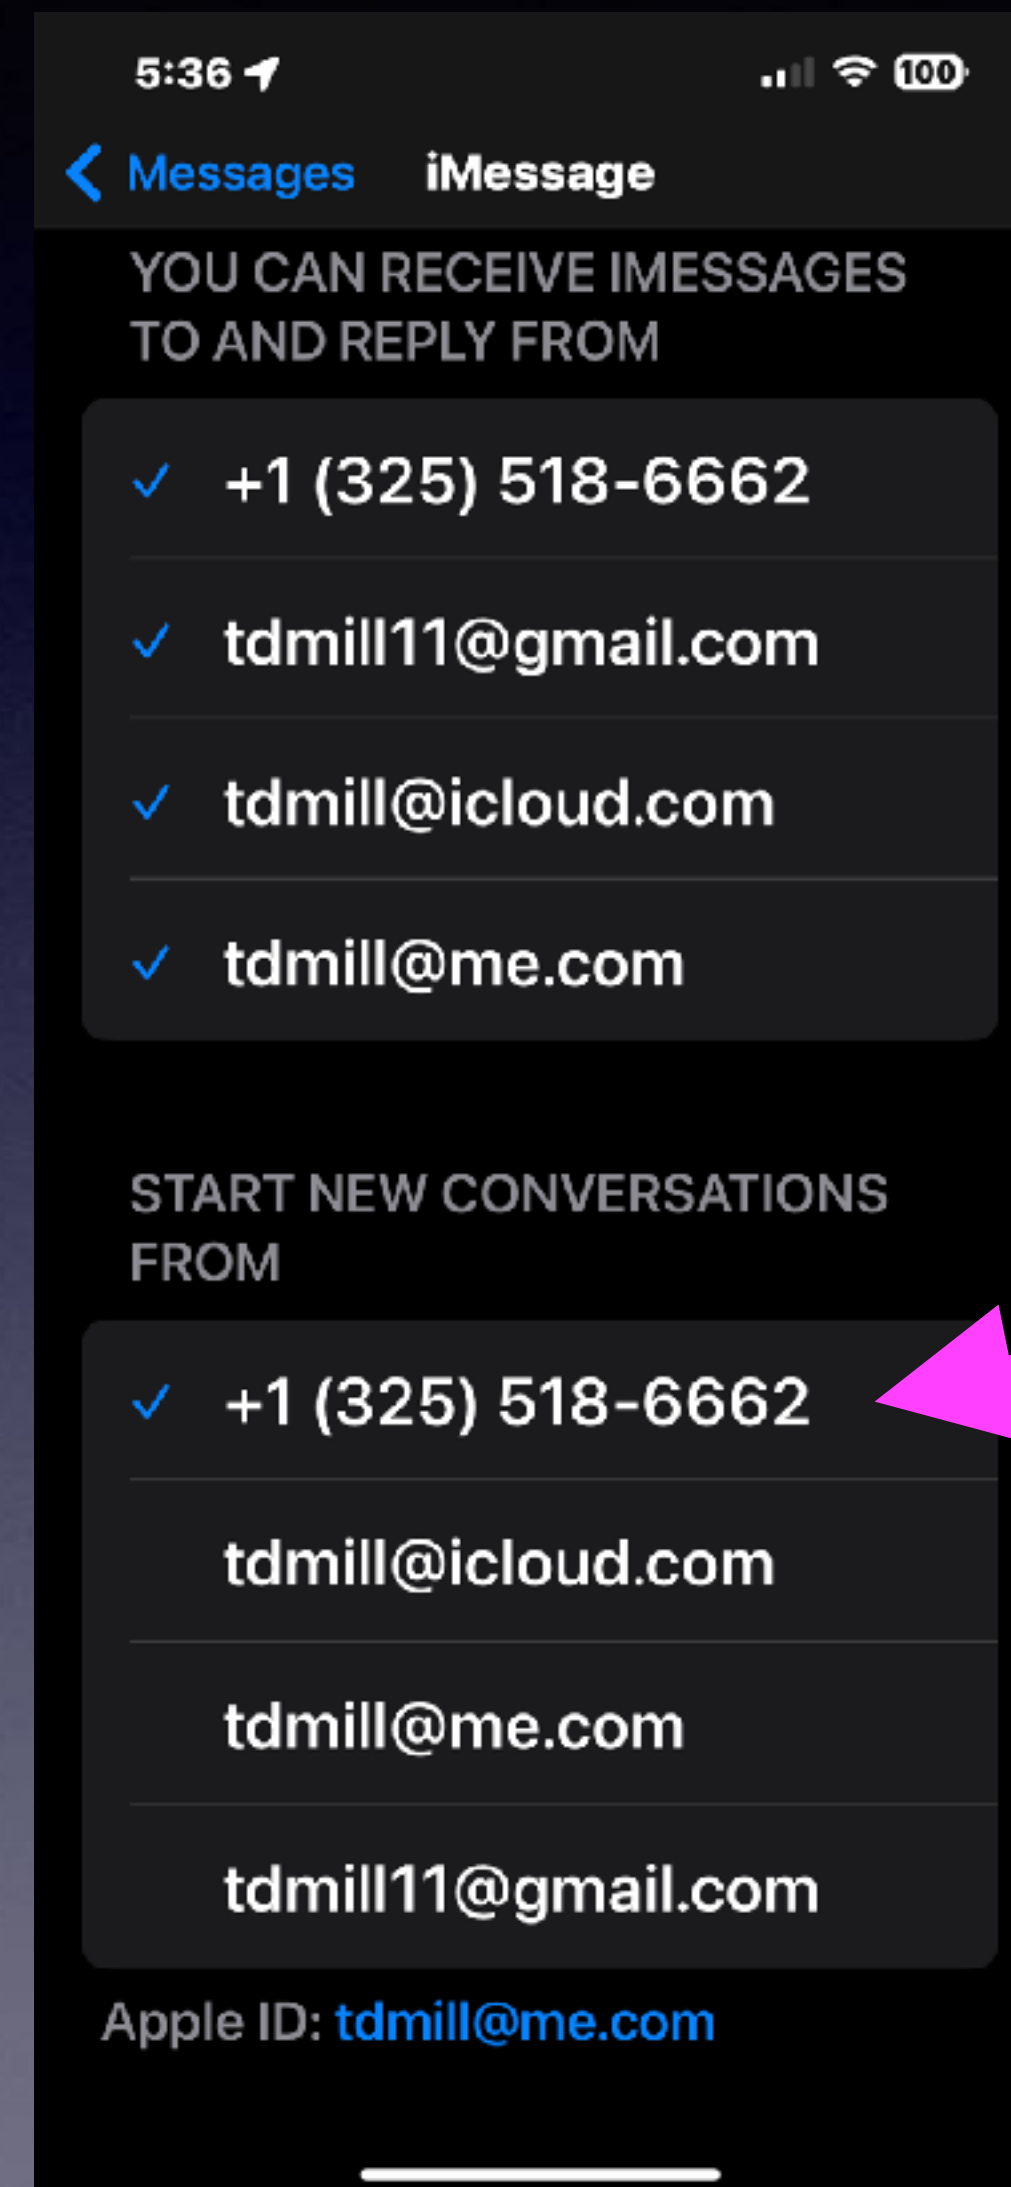 5:36
100
Messages iMessage
YOU CAN RECEIVE IMESSAGES
TO AND REPLY FROM
+1 (325) 518-6662
tdmill11@gmail.com
tdmill@icloud.com
tdmill@me.com
START NEW CONVERSATIONS
FROM
+1 (325) 518-6662
tdmill@icloud.com
tdmill@me.com
tdmill11@gmail.com
Apple ID: tdmill@me.com